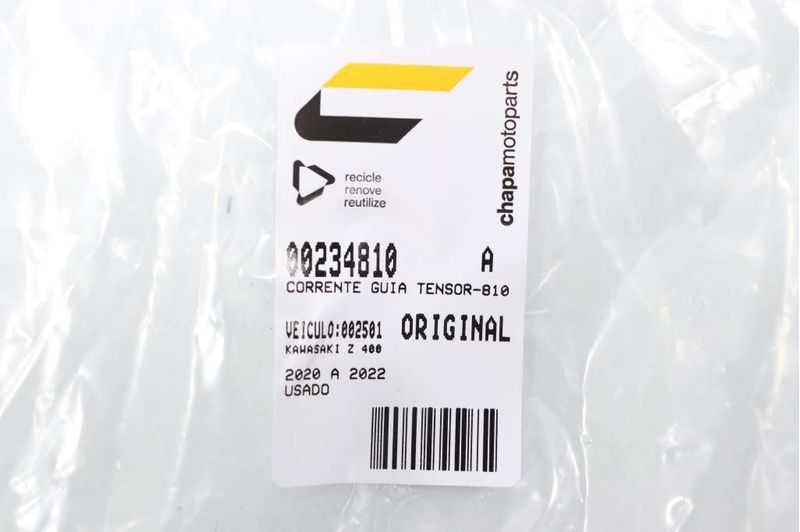 chapamotoparts
recicle
renove
reutilize
00234810 A
CORRENTE GUIA TENSOR-810
VEICULO:002501 ORIGINAL
KAWASAKI Z 400
2020 A 2022
USADO